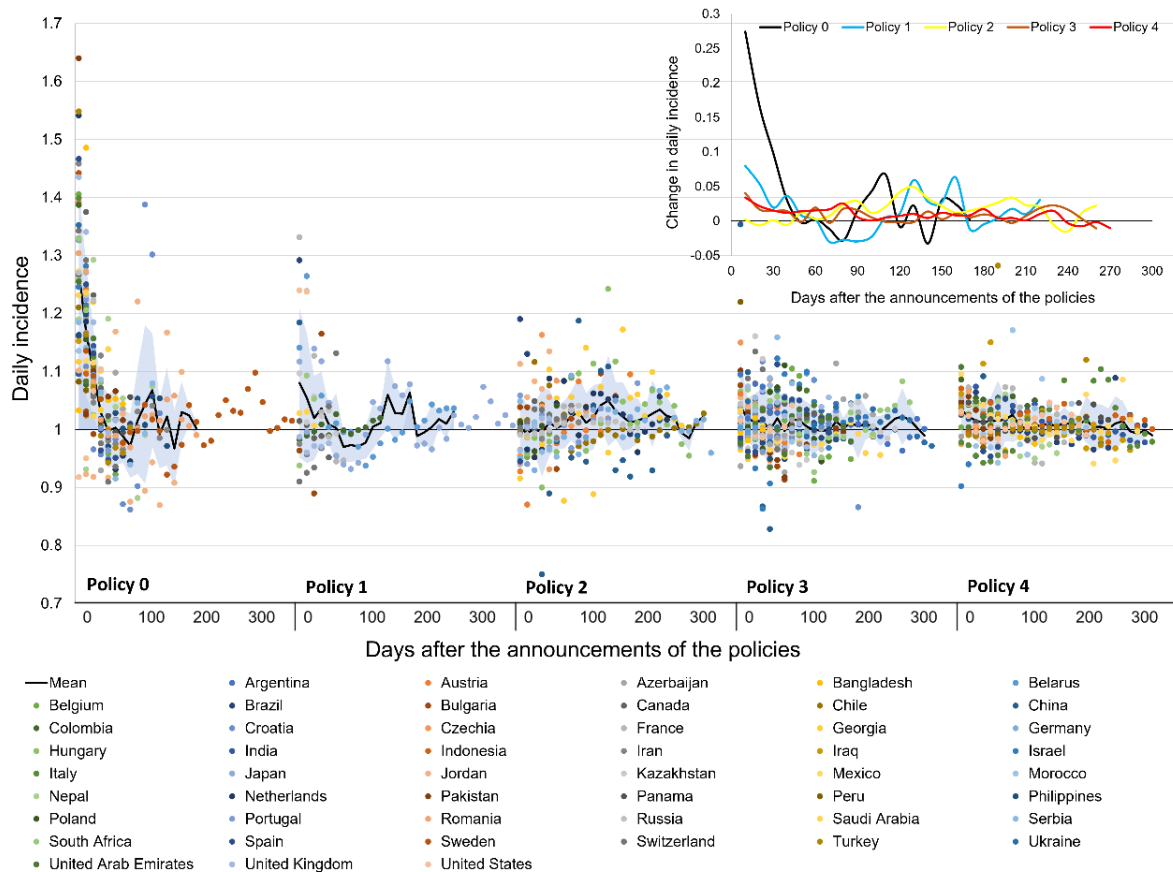 1.7
1.6
1.5
1.4
1.3
1.2
1.1
1
0.9
0.8
0.7
Daily incidence
0.3
0.25
0.2
0.15
0.1
0.05
0
-0.05
Change in daily incidence
Policy 0 Policy 1 Policy 2 Policy 3 Policy 4
0 30 60 90 120 150 180 210 240 270 300
Days after the announcements of the policies
Policy 0 Policy 1 Policy 2 Policy 3 Policy 4
0 100 200 300 0 100 200 300 0 100 200 300 0 100 200 300 0 100 200 300
Days after the announcements of the policies
Mean Argentina Austria Azerbaijan Bangladesh Belarus
Belgium Brazil Bulgaria Canada Chile China
Colombia Croatia Czechia France Georgia Germany
Hungary India Indonesia Iran Iraq Israel
Italy Japan Jordan Kazakhstan Mexico Morocco
Nepal Netherlands Pakistan Panama Peru Philippines
Poland Portugal Romania Russia Saudi Arabia Serbia
South Africa Spain Sweden Switzerland Turkey Ukraine
United Arab Emirates United Kingdom United States